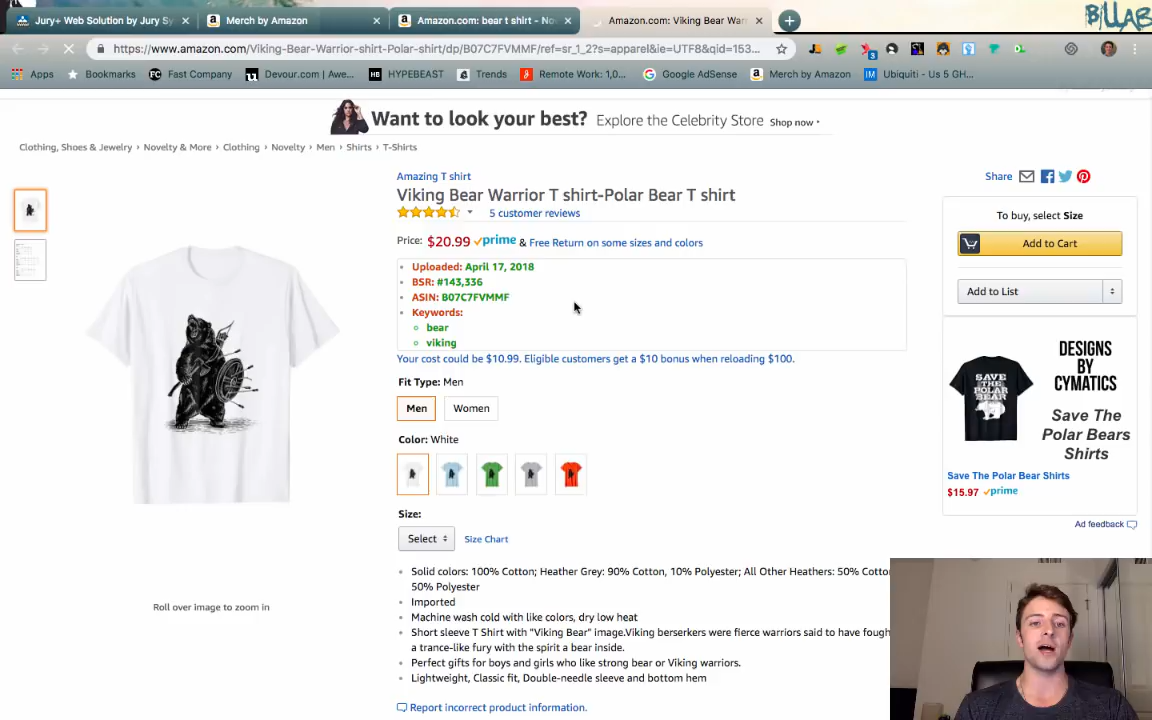 BILLAB
Jury+ Web Solution by Jury Sy
Merch by Amazon
Amazon.com: bear t shirt - No
Amazon.com: Viking Bear War
https://www.amazon.com/Viking-Bear-Warrior-shirt-Polar-shirt/dp/B07C7FVMMF/ref=sr_1_2?s=apparel&ie=UTF8&qid=153...
Apps Bookmarks Fast Company Devour.com | Awe... HYPEBEAST Trends Remote Work: 1,0... Google AdSense Merch by Amazon Ubiquiti - Us 5 GH...
Want to look your best? Explore the Celebrity Store Shop now ›
Clothing, Shoes & Jewelry › Novelty & More › Clothing › Novelty › Men › Shirts › T-Shirts
Amazing T shirt
Viking Bear Warrior T shirt-Polar Bear T shirt
5 customer reviews
Price: $20.99 prime & Free Return on some sizes and colors
Uploaded: April 17, 2018
BSR: #143,336
ASIN: B07C7FVMMF
Keywords:
bear
viking
Your cost could be $10.99. Eligible customers get a $10 bonus when reloading $100.
Fit Type: Men
Men Women
Color: White
Size:
Select Size Chart
Solid colors: 100% Cotton; Heather Grey: 90% Cotton, 10% Polyester; All Other Heathers: 50% Cotto
50% Polyester
Imported
Machine wash cold with like colors, dry low heat
Short sleeve T Shirt with "Viking Bear" image.Viking berserkers were fierce warriors said to have fough
a trance-like fury with the spirit a bear inside.
Perfect gifts for boys and girls who like strong bear or Viking warriors.
Lightweight, Classic fit, Double-needle sleeve and bottom hem
Report incorrect product information.
Roll over image to zoom in
Share
To buy, select Size
Add to Cart
Add to List
SAVE
THE
POLAR
BEAR
DESIGNS
BY
CYMATICS
Save The
Polar Bears
Shirts
Save The Polar Bear Shirts
$15.97 prime
Ad feedback